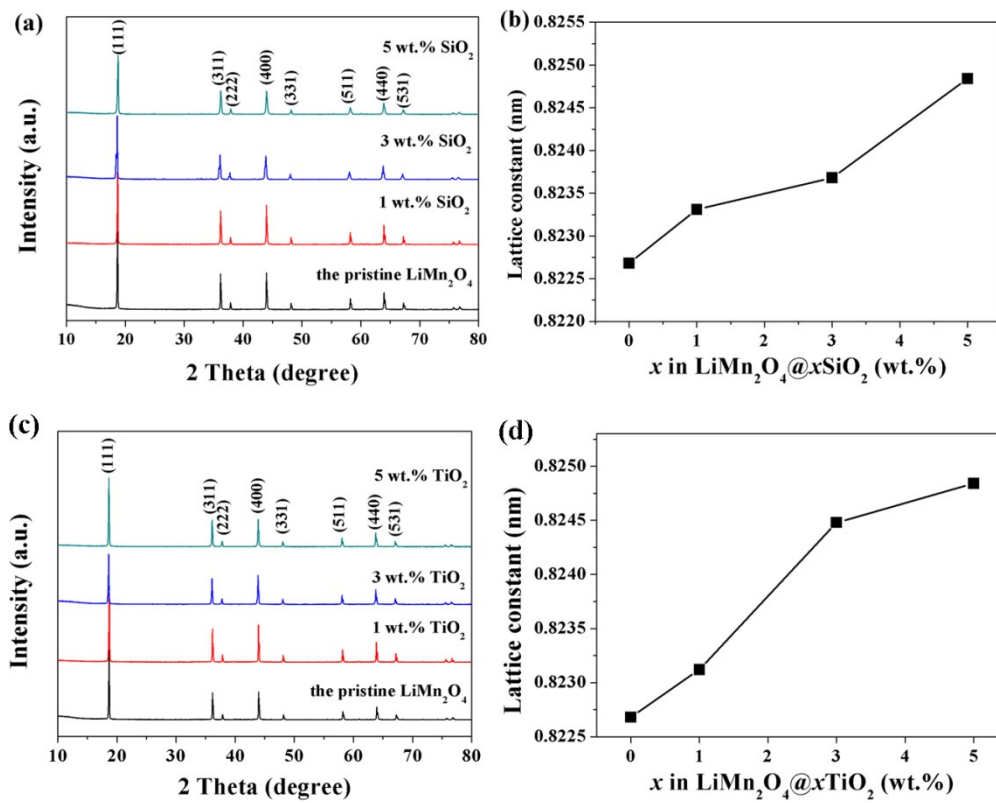 (a)
5 wt.% SiO₂
3 wt.% SiO₂
1 wt.% SiO₂
the pristine LiMn₂O₄
(111)
(311)
(222)
(400)
(331)
(511)
(440)
(531)
Intensity (a.u.)
10 20 30 40 50 60 70 80
2 Theta (degree)
(b)
0.8255
0.8250
0.8245
0.8240
0.8235
0.8230
0.8225
0.8220
Lattice constant (nm)
0 1 2 3 4 5
x in LiMn₂O₄@xSiO₂ (wt.%)
(c)
5 wt.% TiO₂
3 wt.% TiO₂
1 wt.% TiO₂
the pristine LiMn₂O₄
(111)
(311)
(222)
(400)
(331)
(511)
(440)
(531)
Intensity (a.u.)
10 20 30 40 50 60 70 80
2 Theta (degree)
(d)
0.8250
0.8245
0.8240
0.8235
0.8230
0.8225
Lattice constant (nm)
0 1 2 3 4 5
x in LiMn₂O₄@xTiO₂ (wt.%)